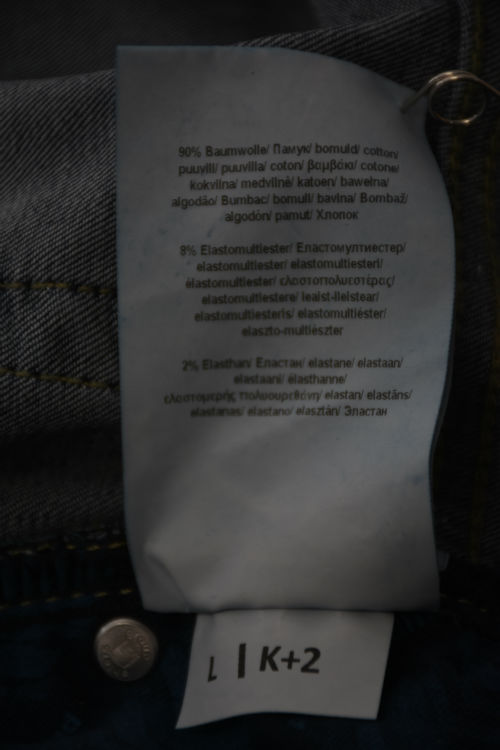 90% Baumwolle/ Памук/ bomuld/ cotton/
puuvill/ puuvilla/ coton/ βαμβάκι/ cotone/
kokvilna/ medvilnė/ katoen/ bawełna/
algodão/ Bumbac/ bomull/ bavlna/ Bombaž/
algodón/ pamut/ Хлопок
8% Elastomultiester/ Еластомултиестер/
elastomultiester/ elastomultiesteri/
élastomultiester/ ελαστοπολυεστέρας/
elastomultiestere/ leaist-ileistear/
elastomultiesteris/ elastomultiéster/
elaszto-multiészter
2% Elasthan/ Еластан/ elastane/ elastaan/
elastaani/ élasthanne/
ελαστομερής πολυουρεθάνη/ elastan/ elastāns/
elastanas/ elastano/ elasztán/ Эластан
L | K+2